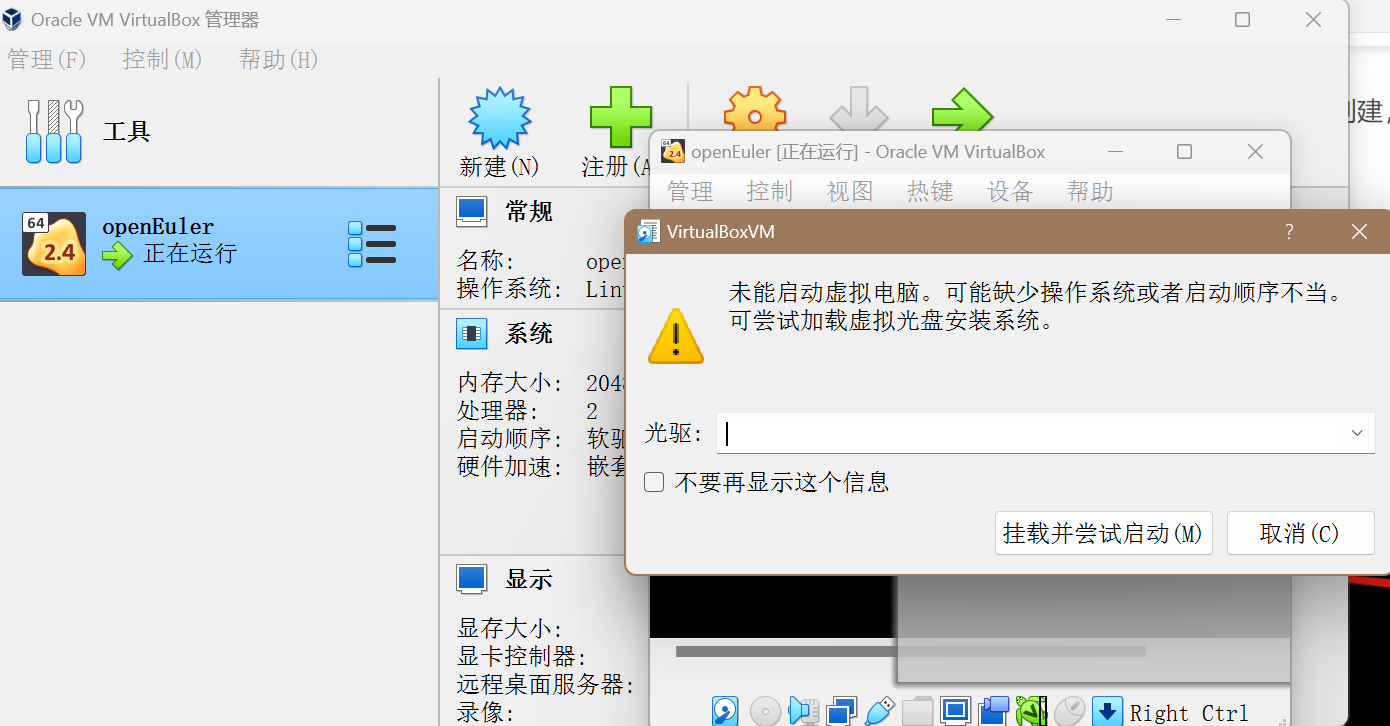 Oracle VM VirtualBox 管理器
管理(F) 控制(M) 帮助(H)
工具
新建(N) 注册(A
创建,
64
2.4
openEuler
正在运行
常规
名称: ope
操作系统: Lin
系统
内存大小: 2048
处理器: 2
启动顺序: 软驱
硬件加速: 嵌套
显示
显存大小:
显卡控制器:
远程桌面服务器:
录像:
64
2.4
openEuler [正在运行] - Oracle VM VirtualBox
管理 控制 视图 热键 设备 帮助
VirtualBoxVM
?
未能启动虚拟电脑。可能缺少操作系统或者启动顺序不当。
可尝试加载虚拟光盘安装系统。
光驱:
不要再显示这个信息
挂载并尝试启动(M) 取消(C)
Right Ctrl